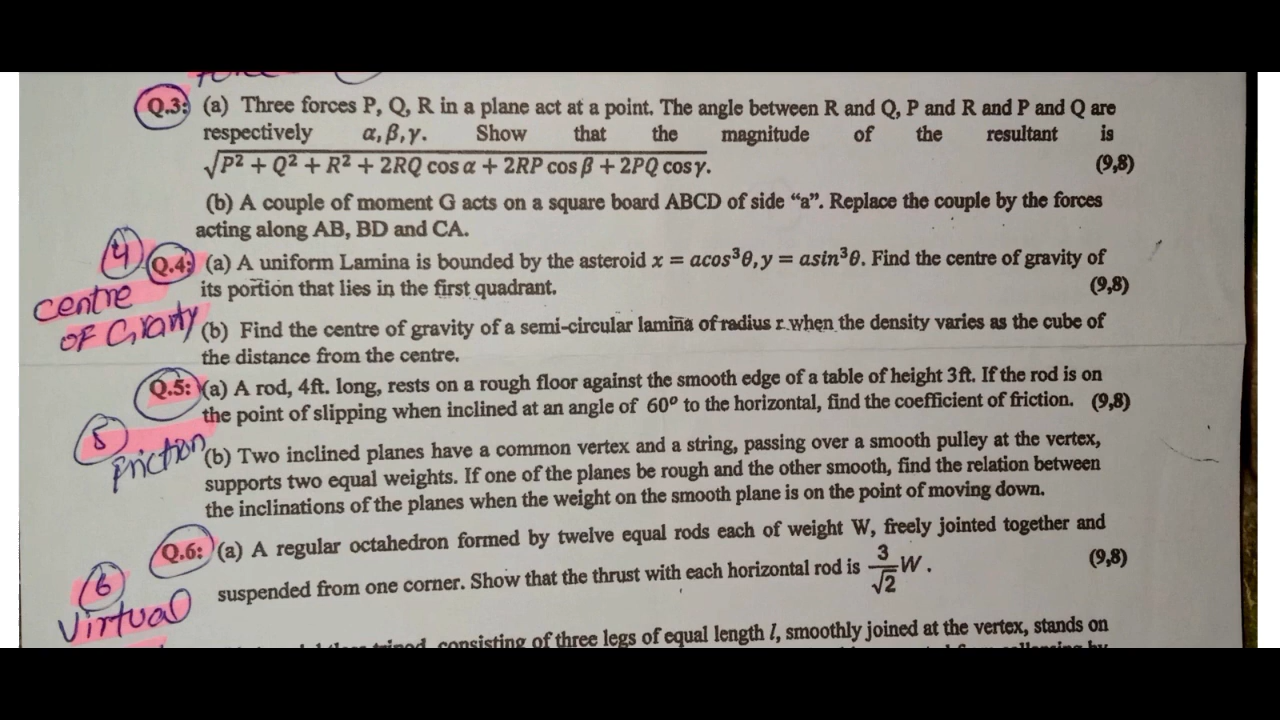 Q.3: (a) Three forces P, Q, R in a plane act at a point. The angle between R and Q, P and R and P and Q are
respectively α, β, γ. Show that the magnitude of the resultant is
√P² + Q² + R² + 2RQ cos α + 2RP cos β + 2PQ cos γ. (9,8)
(b) A couple of moment G acts on a square board ABCD of side “a”. Replace the couple by the forces
acting along AB, BD and CA.
4 Q.4: (a) A uniform Lamina is bounded by the asteroid x = acos³θ, y = asin³θ. Find the centre of gravity of
centre its portion that lies in the first quadrant. (9,8)
of Gravity (b) Find the centre of gravity of a semi-circular lamina of radius r when the density varies as the cube of
the distance from the centre.
Q.5: (a) A rod, 4ft. long, rests on a rough floor against the smooth edge of a table of height 3ft. If the rod is on
the point of slipping when inclined at an angle of 60° to the horizontal, find the coefficient of friction. (9,8)
5
Friction (b) Two inclined planes have a common vertex and a string, passing over a smooth pulley at the vertex,
supports two equal weights. If one of the planes be rough and the other smooth, find the relation between
the inclinations of the planes when the weight on the smooth plane is on the point of moving down.
Q.6: (a) A regular octahedron formed by twelve equal rods each of weight W, freely jointed together and
6 suspended from one corner. Show that the thrust with each horizontal rod is 3/√2 W. (9,8)
Virtual
consisting of three legs of equal length l, smoothly joined at the vertex, stands on